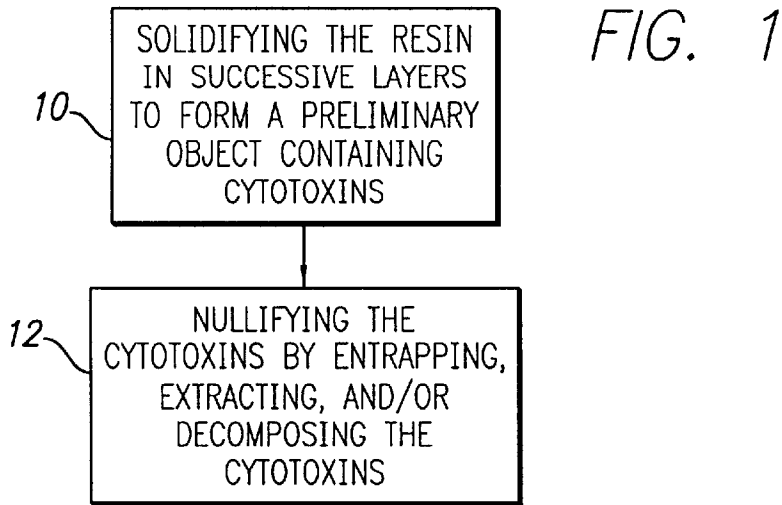 FIG. 1
10
SOLIDIFYING THE RESIN
IN SUCCESSIVE LAYERS
TO FORM A PRELIMINARY
OBJECT CONTAINING
CYTOTOXINS
12
NULLIFYING THE
CYTOTOXINS BY ENTRAPPING,
EXTRACTING, AND/OR
DECOMPOSING THE
CYTOTOXINS